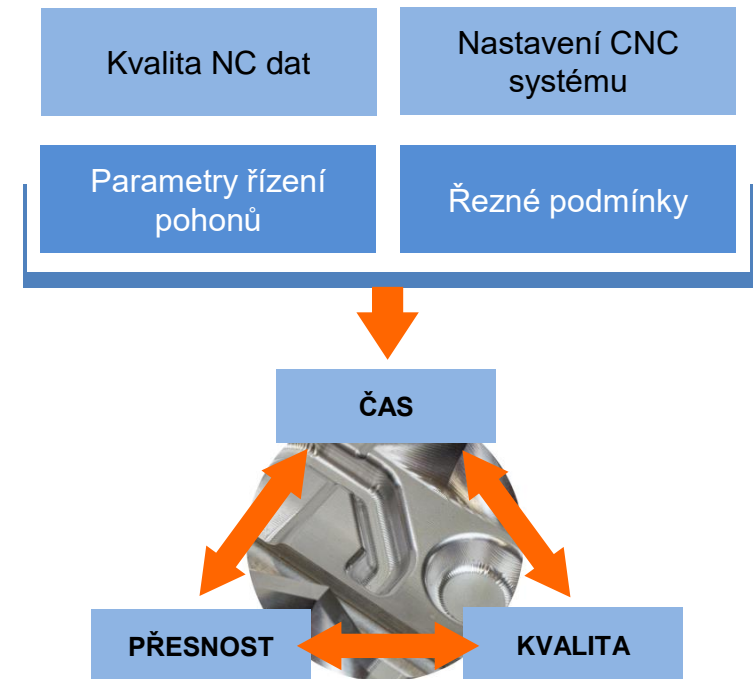 Kvalita NC dat
Nastavení CNC
systému
Parametry řízení
pohonů
Řezné podmínky
ČAS
PŘESNOST
KVALITA